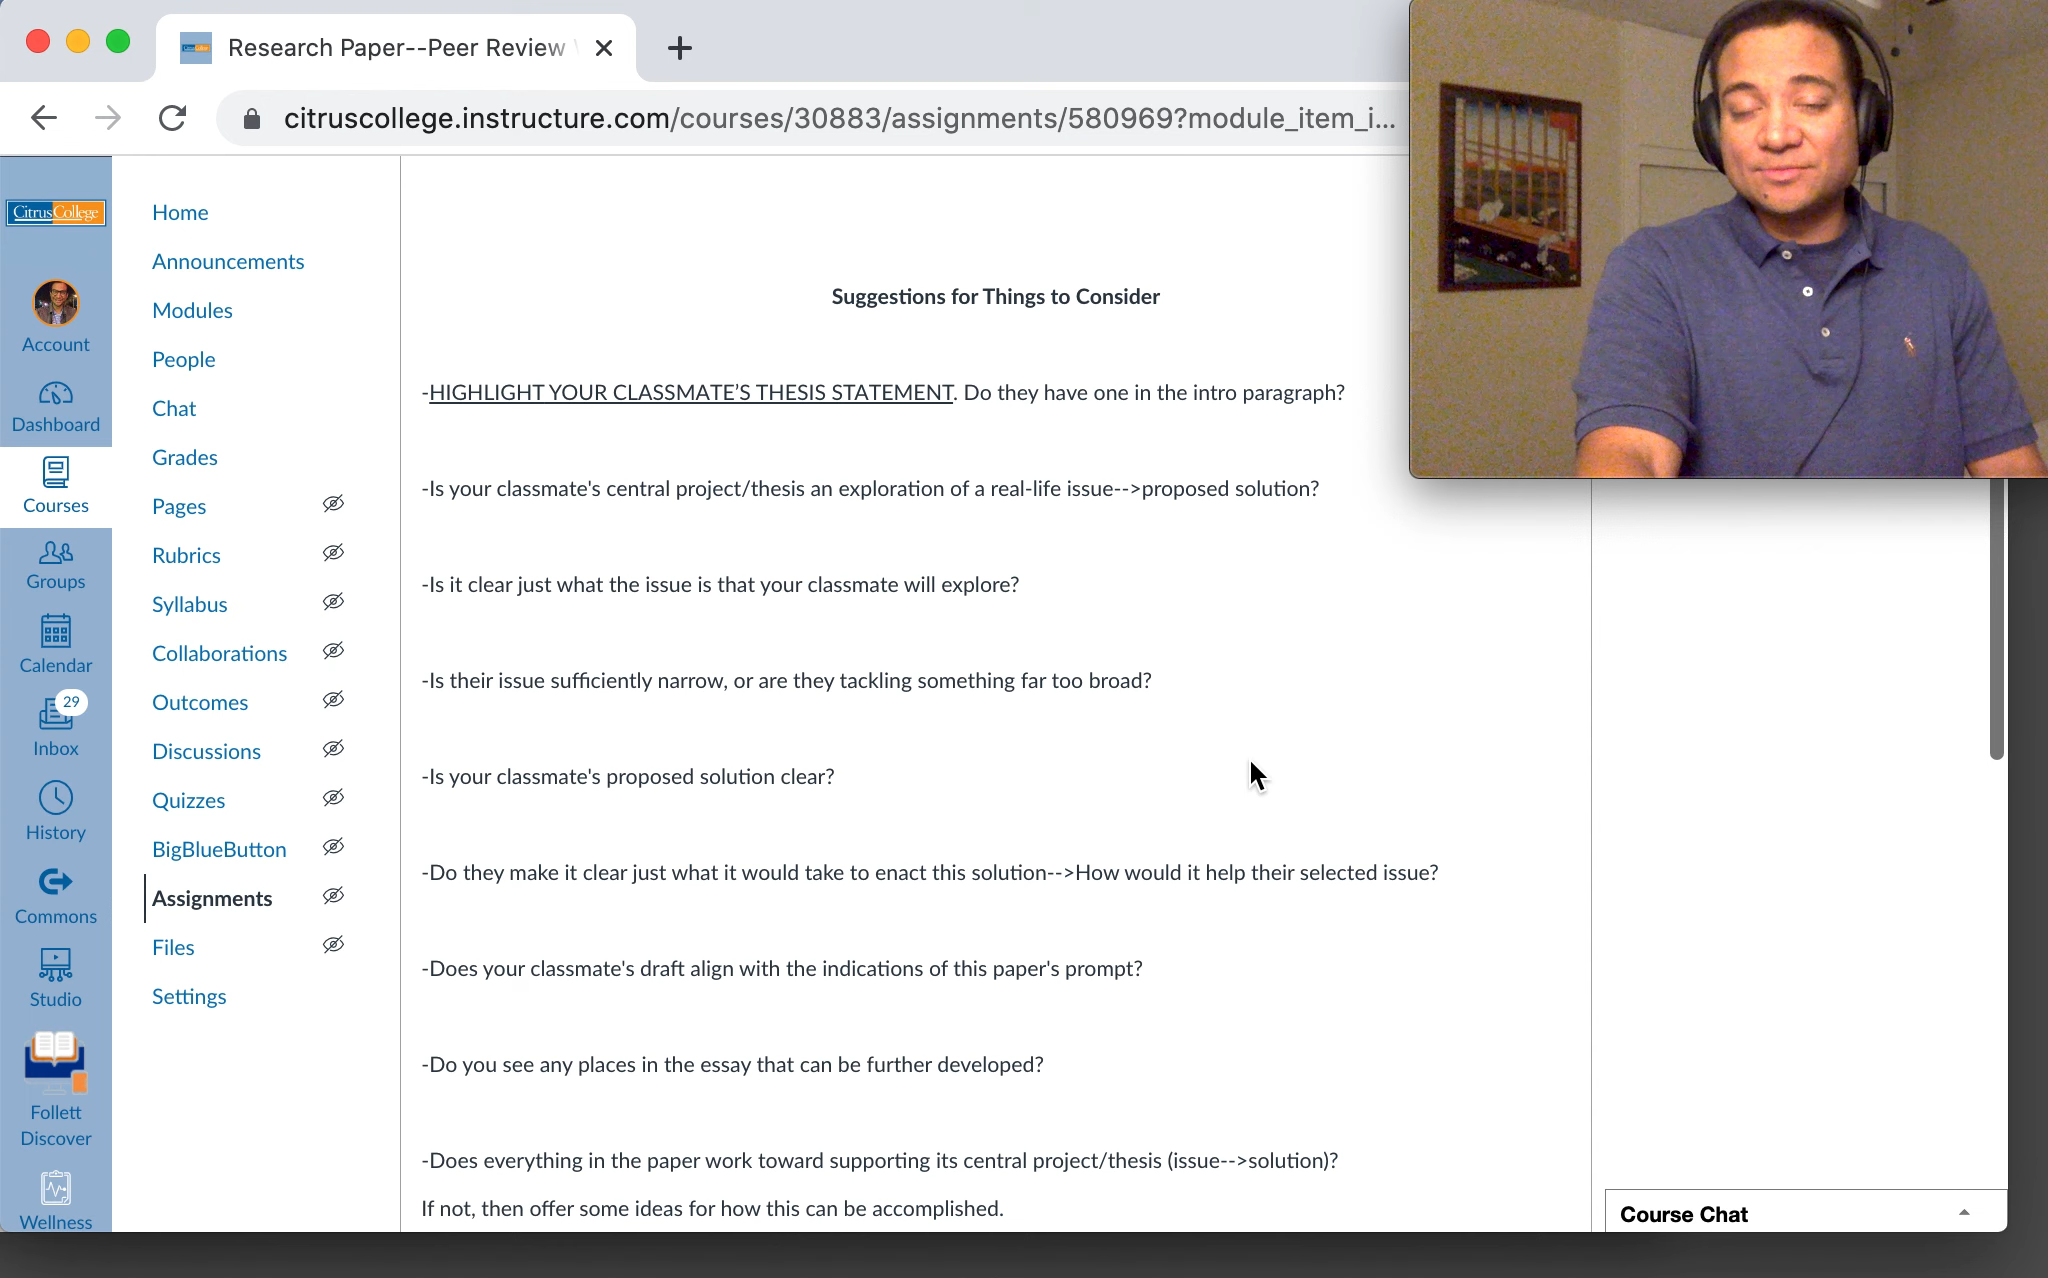 Research Paper--Peer Review
citruscollege.instructure.com/courses/30883/assignments/580969?module_item_i...
CitrusCollege
Account
Dashboard
Courses
Groups
Calendar
29
Inbox
History
Commons
Studio
Follett
Discover
Wellness
Home
Announcements
Modules
People
Chat
Grades
Pages
Rubrics
Syllabus
Collaborations
Outcomes
Discussions
Quizzes
BigBlueButton
Assignments
Files
Settings
Suggestions for Things to Consider
-HIGHLIGHT YOUR CLASSMATE’S THESIS STATEMENT. Do they have one in the intro paragraph?
-Is your classmate's central project/thesis an exploration of a real-life issue-->proposed solution?
-Is it clear just what the issue is that your classmate will explore?
-Is their issue sufficiently narrow, or are they tackling something far too broad?
-Is your classmate's proposed solution clear?
-Do they make it clear just what it would take to enact this solution-->How would it help their selected issue?
-Does your classmate's draft align with the indications of this paper's prompt?
-Do you see any places in the essay that can be further developed?
-Does everything in the paper work toward supporting its central project/thesis (issue-->solution)?
If not, then offer some ideas for how this can be accomplished.
Course Chat